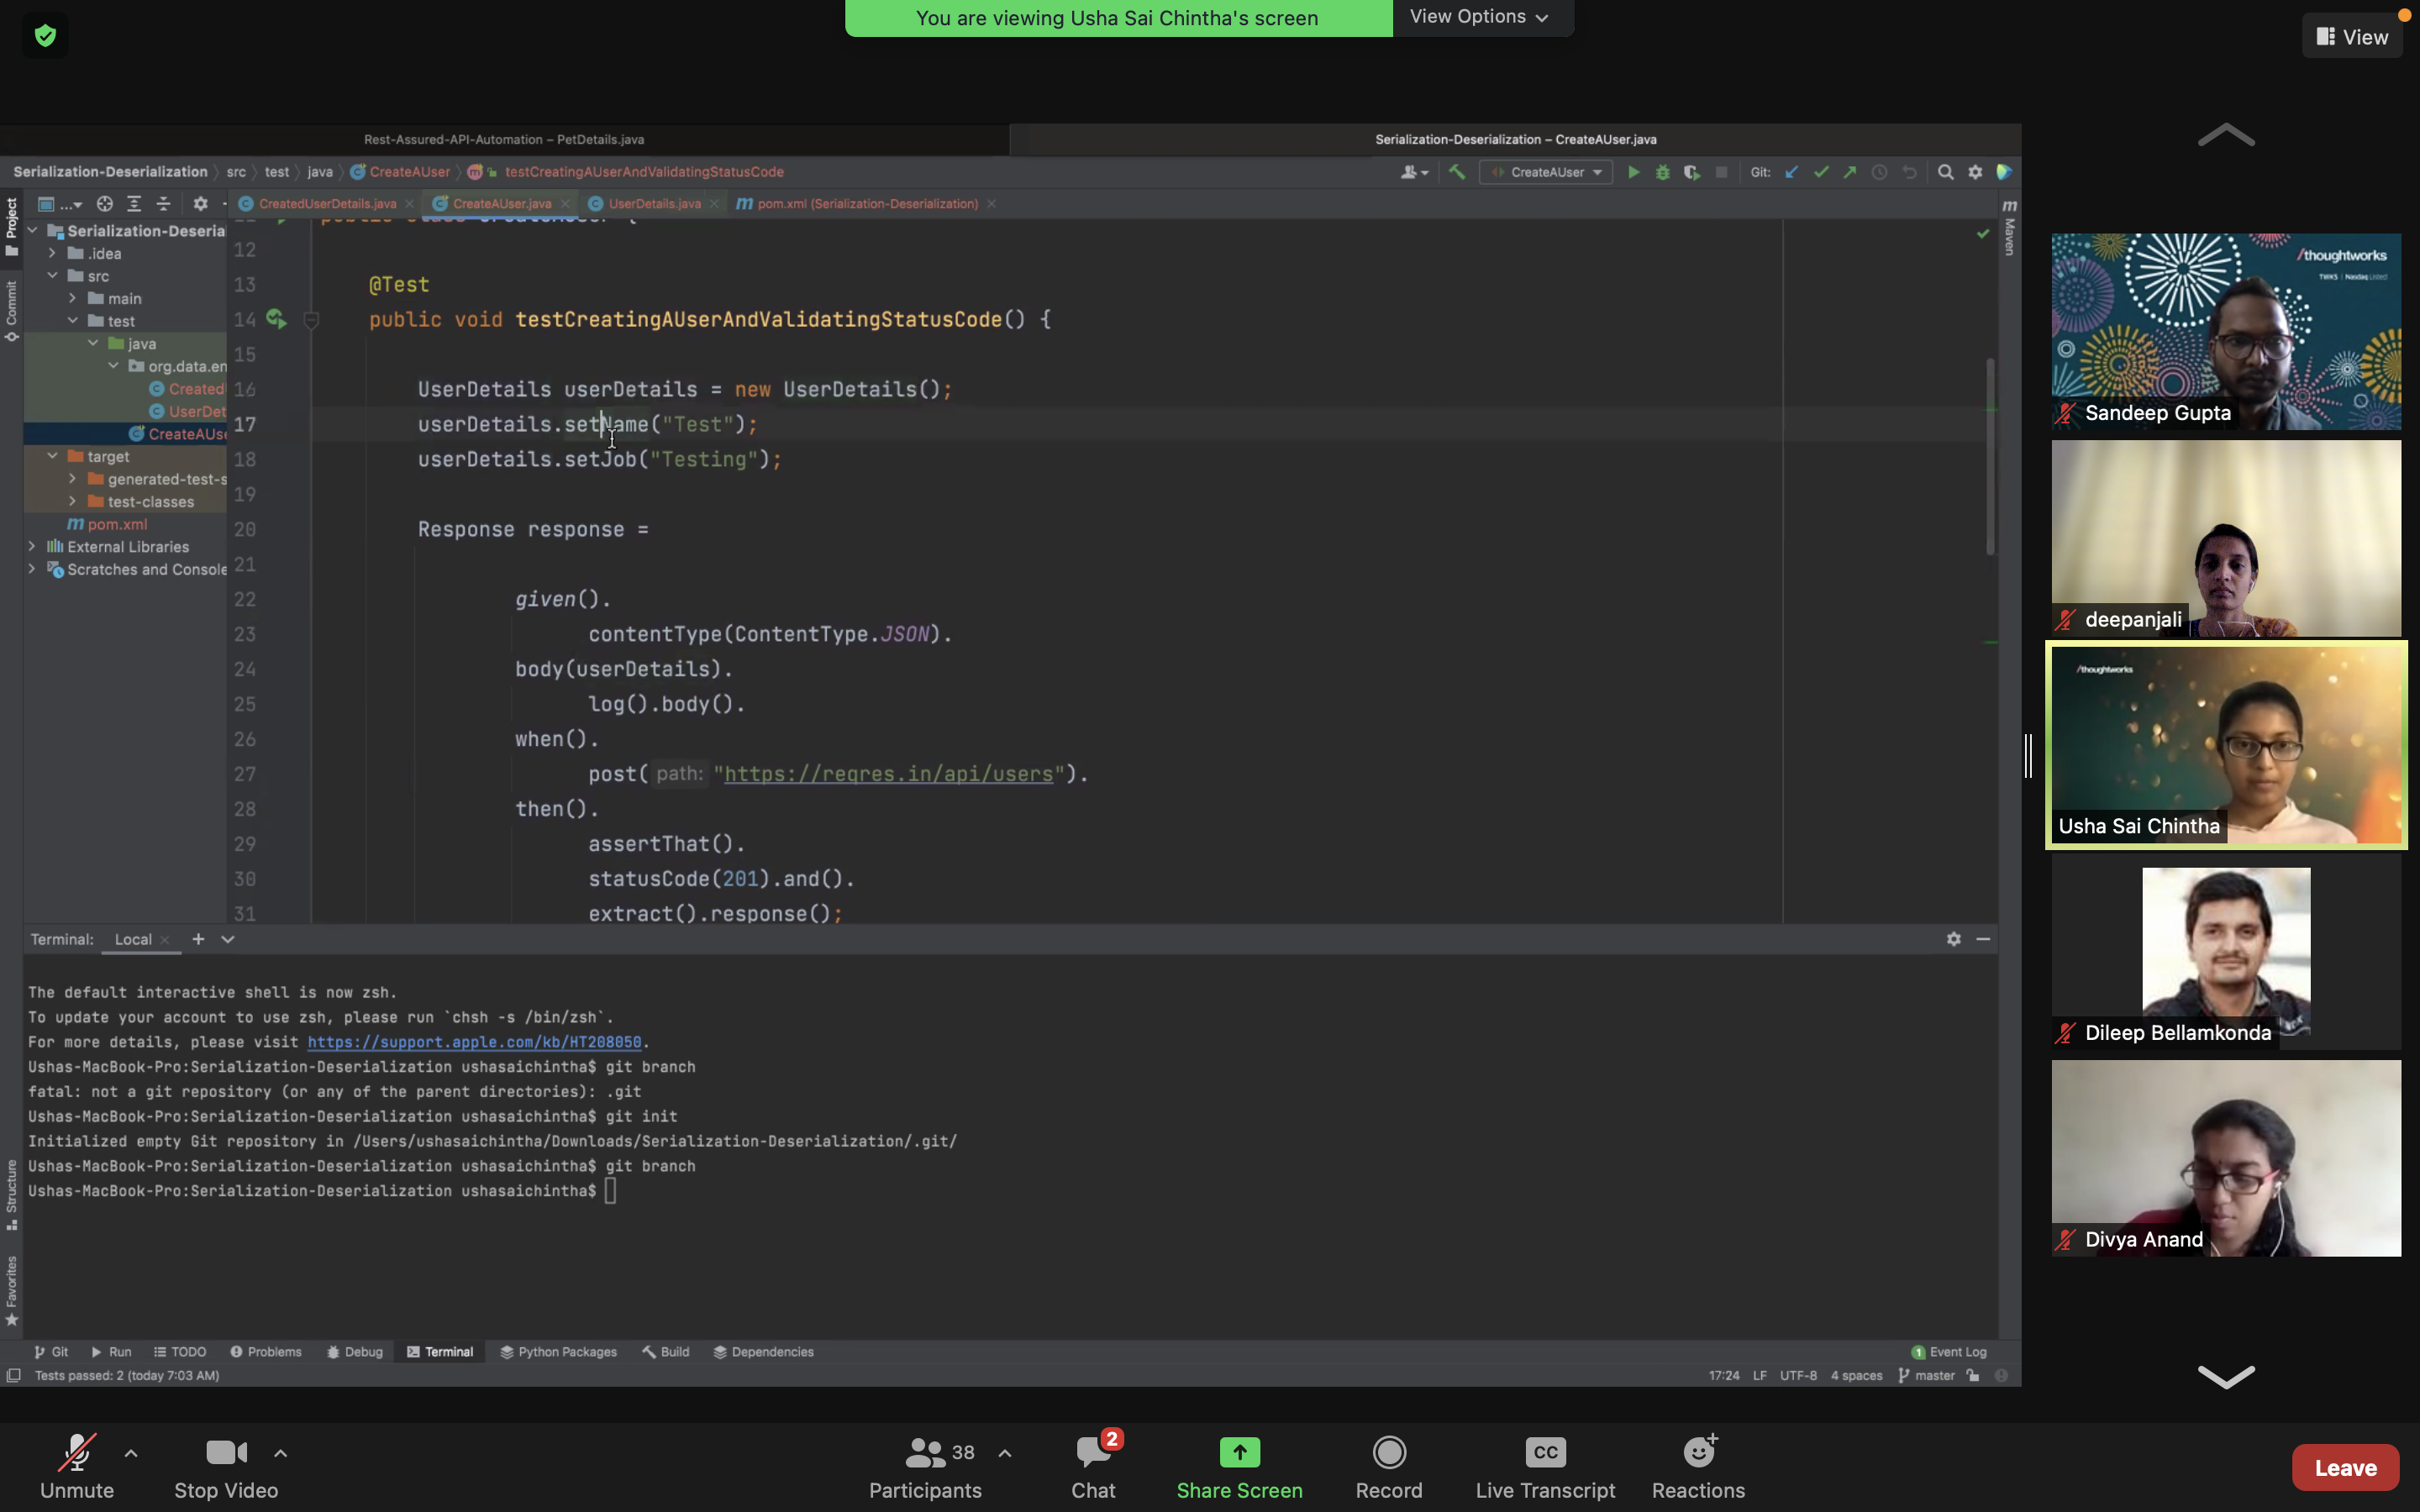 You are viewing Usha Sai Chintha's screen
View Options
View
Rest-Assured-API-Automation – PetDetails.java
Serialization-Deserialization – CreateAUser.java
Serialization-Deserialization
src
test
java
CreateAUser
testCreatingAUserAndValidatingStatusCode
CreateAUser
Git:
Project
Commit
Structure
Favorites
Maven
CreatedUserDetails.java
CreateAUser.java
UserDetails.java
pom.xml (Serialization-Deserialization)
Serialization-Deseria
.idea
src
main
test
java
org.data.en
Created
UserDet
CreateAUse
target
generated-test-s
test-classes
pom.xml
External Libraries
Scratches and Console
12
13 @Test
14 public void testCreatingAUserAndValidatingStatusCode() {
15
16 UserDetails userDetails = new UserDetails();
17 userDetails.setName("Test");
18 userDetails.setJob("Testing");
19
20 Response response =
21
22 given().
23 contentType(ContentType.JSON).
24 body(userDetails).
25 log().body().
26 when().
27 post( path: "https://reqres.in/api/users").
28 then().
29 assertThat().
30 statusCode(201).and().
31 extract().response();
Terminal: Local
The default interactive shell is now zsh.
To update your account to use zsh, please run `chsh -s /bin/zsh`.
For more details, please visit https://support.apple.com/kb/HT208050.
Ushas-MacBook-Pro:Serialization-Deserialization ushasaichintha$ git branch
fatal: not a git repository (or any of the parent directories): .git
Ushas-MacBook-Pro:Serialization-Deserialization ushasaichintha$ git init
Initialized empty Git repository in /Users/ushasaichintha/Downloads/Serialization-Deserialization/.git/
Ushas-MacBook-Pro:Serialization-Deserialization ushasaichintha$ git branch
Ushas-MacBook-Pro:Serialization-Deserialization ushasaichintha$
Git Run TODO Problems Debug Terminal Python Packages Build Dependencies
1 Event Log
Tests passed: 2 (today 7:03 AM)
17:24 LF UTF-8 4 spaces master
/thoughtworks
TWKS | Nasdaq Listed
Sandeep Gupta
deepanjali
/thoughtworks
Usha Sai Chintha
Dileep Bellamkonda
Divya Anand
Unmute
Stop Video
38
Participants
2
Chat
Share Screen
Record
CC
Live Transcript
Reactions
Leave